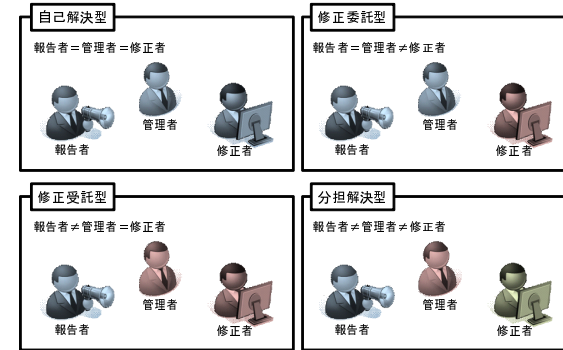 自己解決型
報告者＝管理者＝修正者
管理者
報告者
修正者
修正委託型
報告者＝管理者≠修正者
管理者
報告者
修正者
修正受託型
報告者≠管理者＝修正者
管理者
報告者
修正者
分担解決型
報告者≠管理者≠修正者
管理者
報告者
修正者